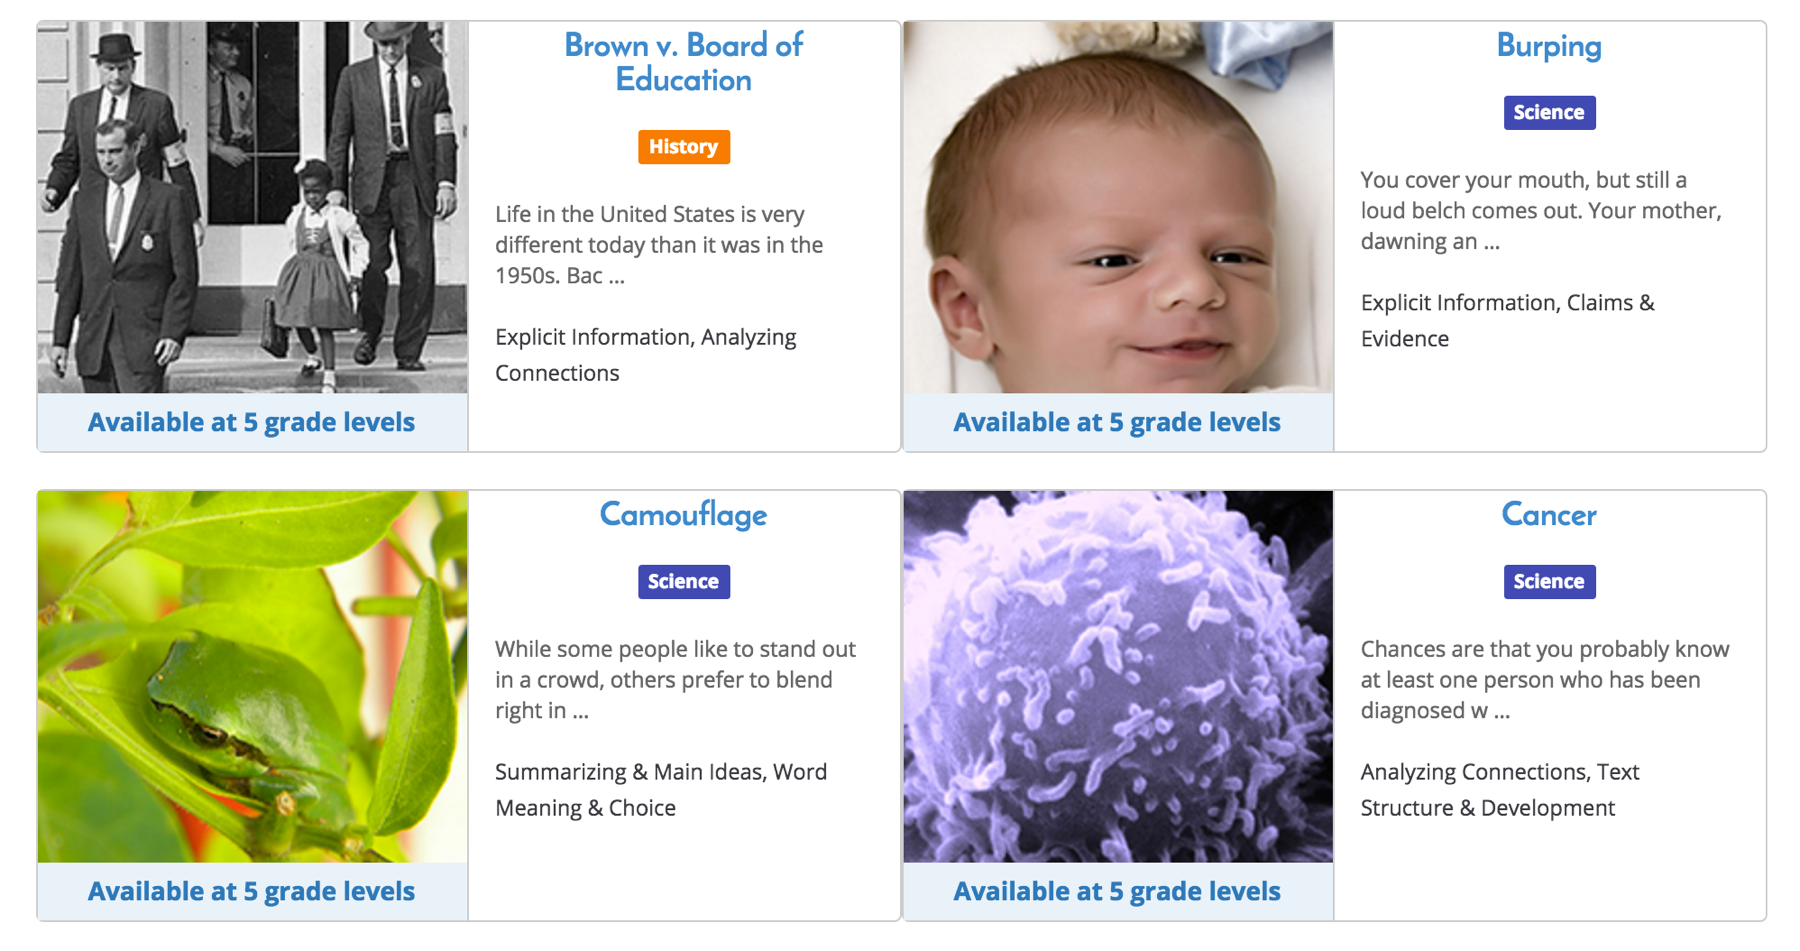 Brown v. Board of
Education
History
Life in the United States is very
different today than it was in the
1950s. Bac ...
Explicit Information, Analyzing
Connections
Available at 5 grade levels
Burping
Science
You cover your mouth, but still a
loud belch comes out. Your mother,
dawning an ...
Explicit Information, Claims &
Evidence
Available at 5 grade levels
Camouflage
Science
While some people like to stand out
in a crowd, others prefer to blend
right in ...
Summarizing & Main Ideas, Word
Meaning & Choice
Available at 5 grade levels
Cancer
Science
Chances are that you probably know
at least one person who has been
diagnosed w ...
Analyzing Connections, Text
Structure & Development
Available at 5 grade levels